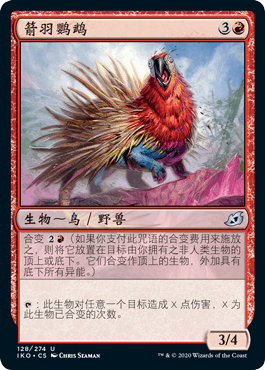 箭羽鹦鹉 3
生物～鸟／野兽
合变 2（如果你支付此咒语的合变费用来施放
之，则将它放置在目标由你拥有之非人类生物的
顶上或底下。它们合变作顶上的生物，外加具有
底下所有异能。）
：此生物对任意一个目标造成 X 点伤害，X 为
此生物已合变的次数。
3/4
128/274 U
IKO • CS CHRIS SEAMAN
™ & © 2020 Wizards of the Coast